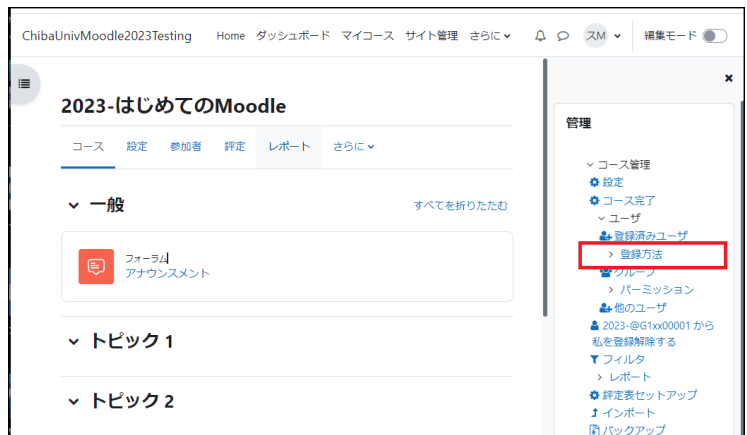 ChibaUnivMoodle2023Testing Home ダッシュボード マイコース サイト管理 さらに スM 編集モード
2023-はじめてのMoodle
コース 設定 参加者 評定 レポート さらに
一般 すべてを折りたたむ
フォーラム
アナウンスメント
トピック 1
トピック 2
管理
コース管理
設定
コース完了
ユーザ
登録済みユーザ
登録方法
グループ
パーミッション
他のユーザ
2023-@G1xx00001 から
私を登録解除する
フィルタ
レポート
評定表セットアップ
インポート
バックアップ